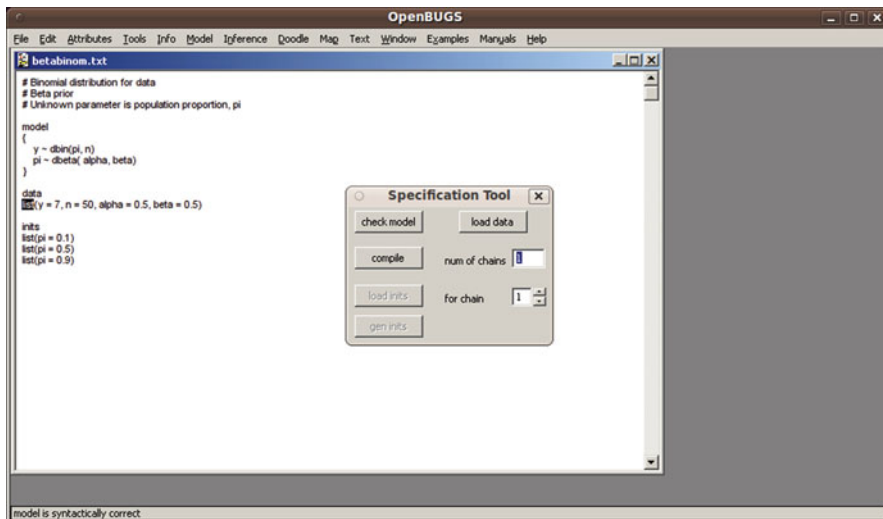 OpenBUGS
File Edit Attributes Tools Info Model Inference Doodle Map Text Window Examples Manuals Help
betabinom.txt
# Binomial distribution for data
# Beta prior
# Unknown parameter is population proportion, pi
model
{
y ~ dbin(pi, n)
pi ~ dbeta( alpha, beta)
}
data
list(y = 7, n = 50, alpha = 0.5, beta = 0.5)
inits
list(pi = 0.1)
list(pi = 0.5)
list(pi = 0.9)
Specification Tool
check model load data
compile num of chains 1
load inits for chain 1
gen inits
model is syntactically correct